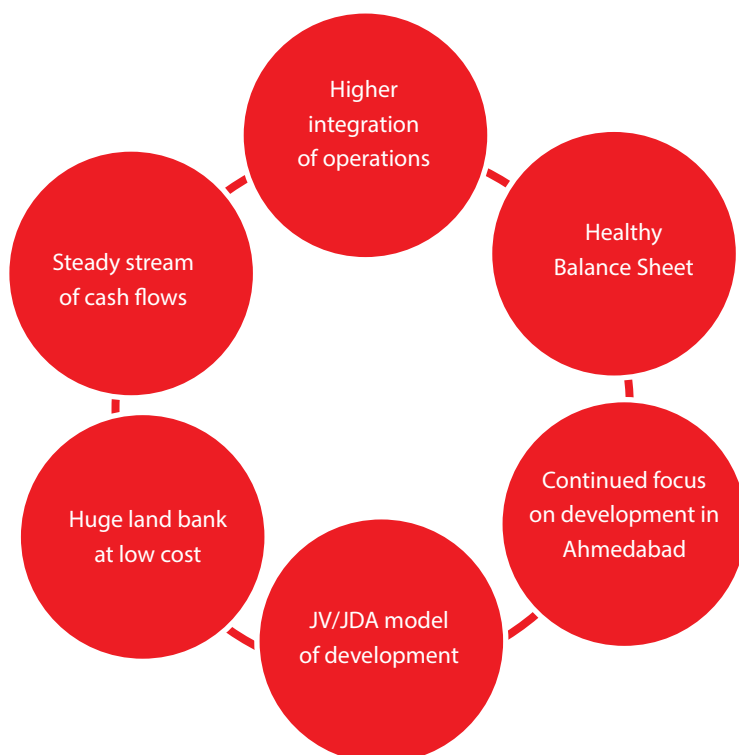 Higher
integration
of operations
Healthy
Balance Sheet
Continued focus
on development in
Ahmedabad
JV/JDA model
of development
Huge land bank
at low cost
Steady stream
of cash flows